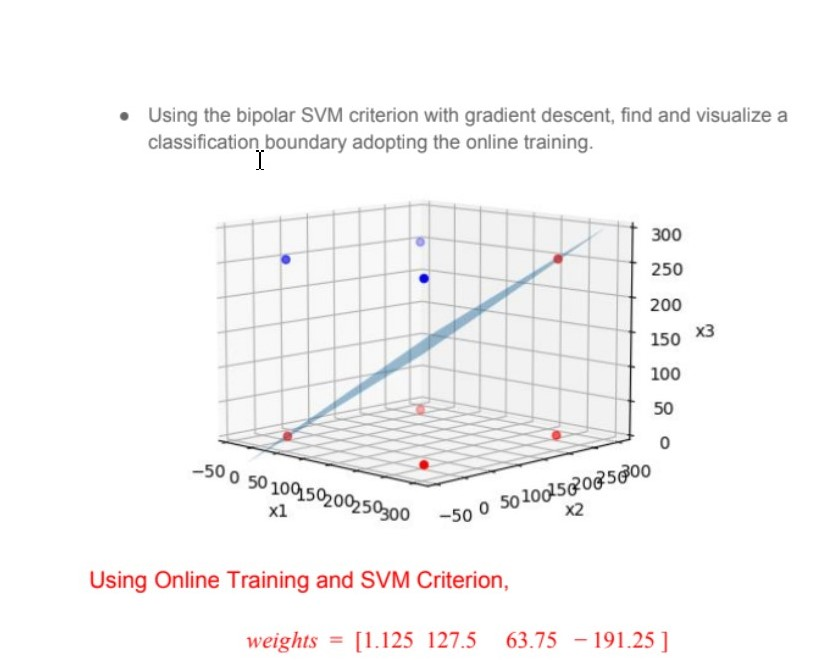 ● Using the bipolar SVM criterion with gradient descent, find and visualize a
classification boundary adopting the online training.
300
250
200
150
100
50
0
x3
−50 0 50 100 150 200 250 300
x1
−50 0 50 100 150 200 250 300
x2
Using Online Training and SVM Criterion,
weights = [1.125 127.5 63.75 − 191.25 ]